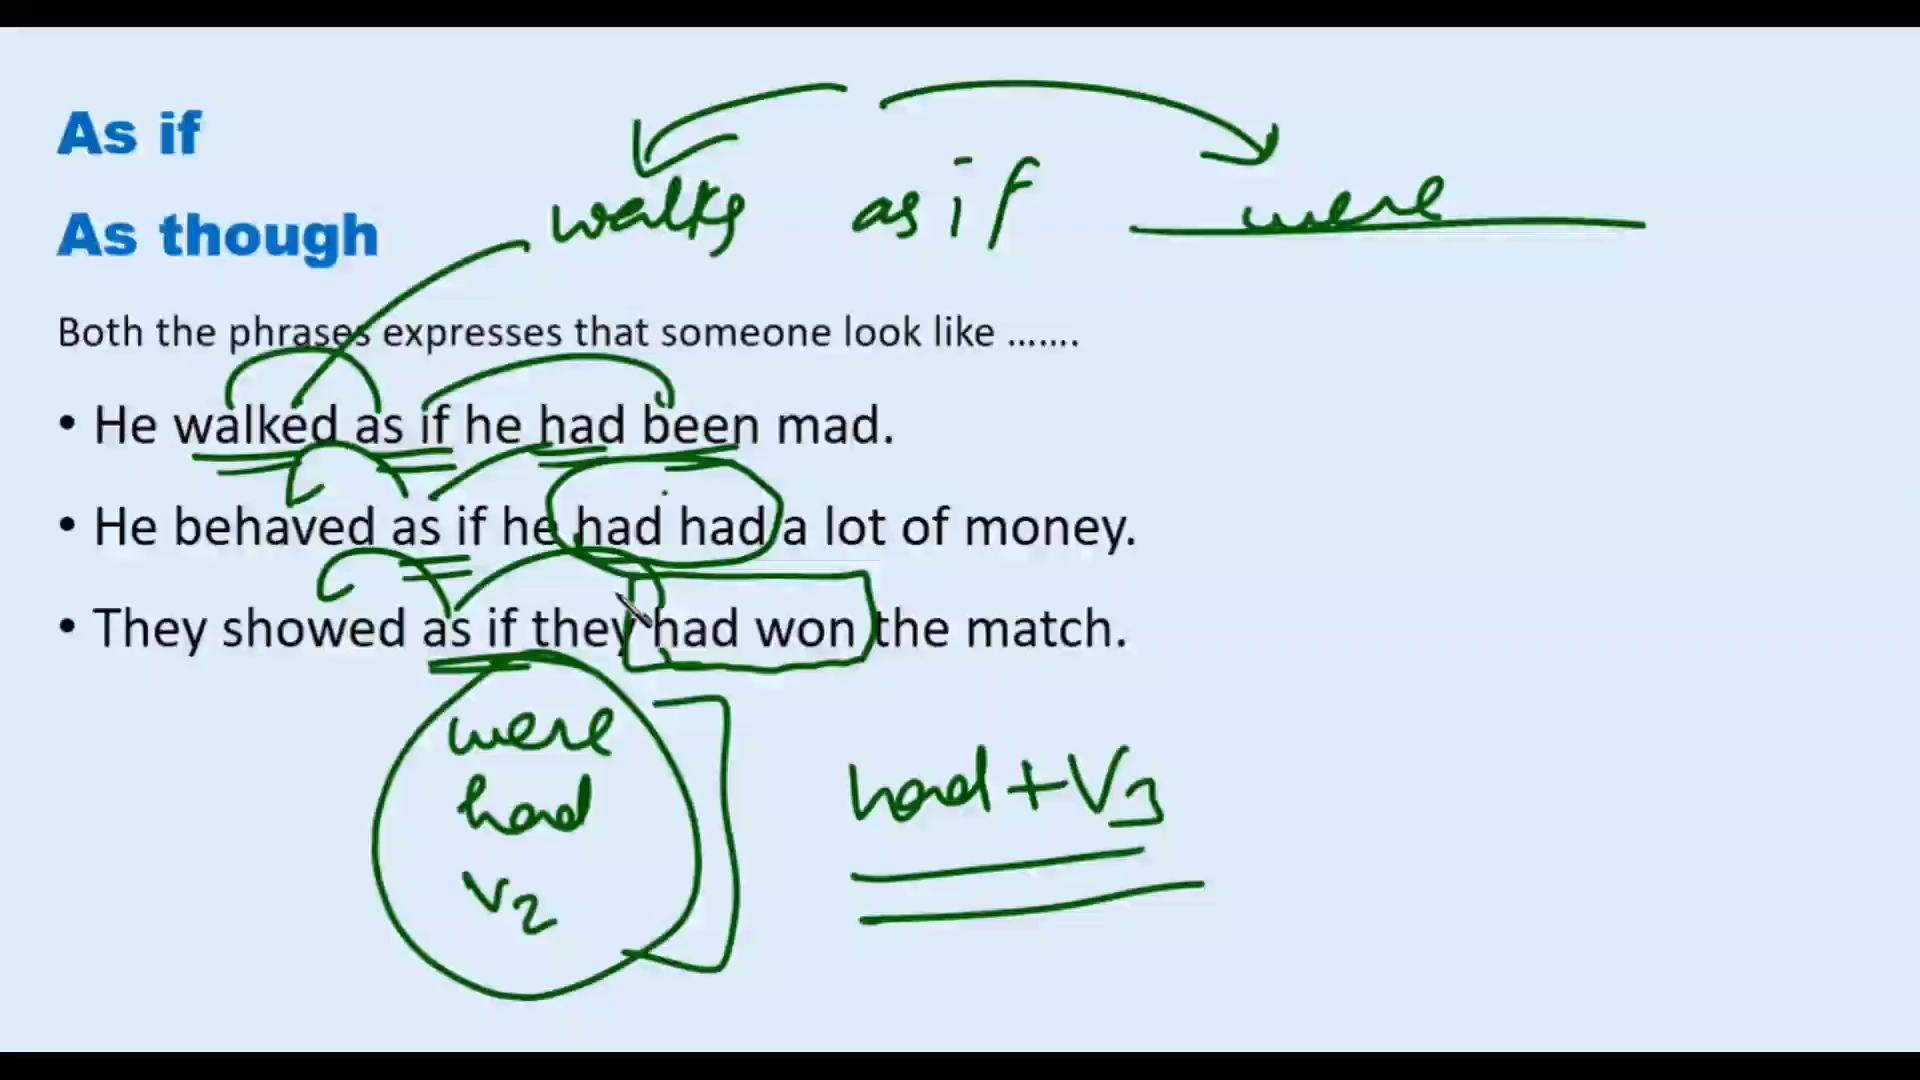 As if
walks as if were
As though
Both the phrases expresses that someone look like .......
• He walked as if he had been mad.
• He behaved as if he had had a lot of money.
• They showed as if they had won the match.
were
had
had + V3
V2